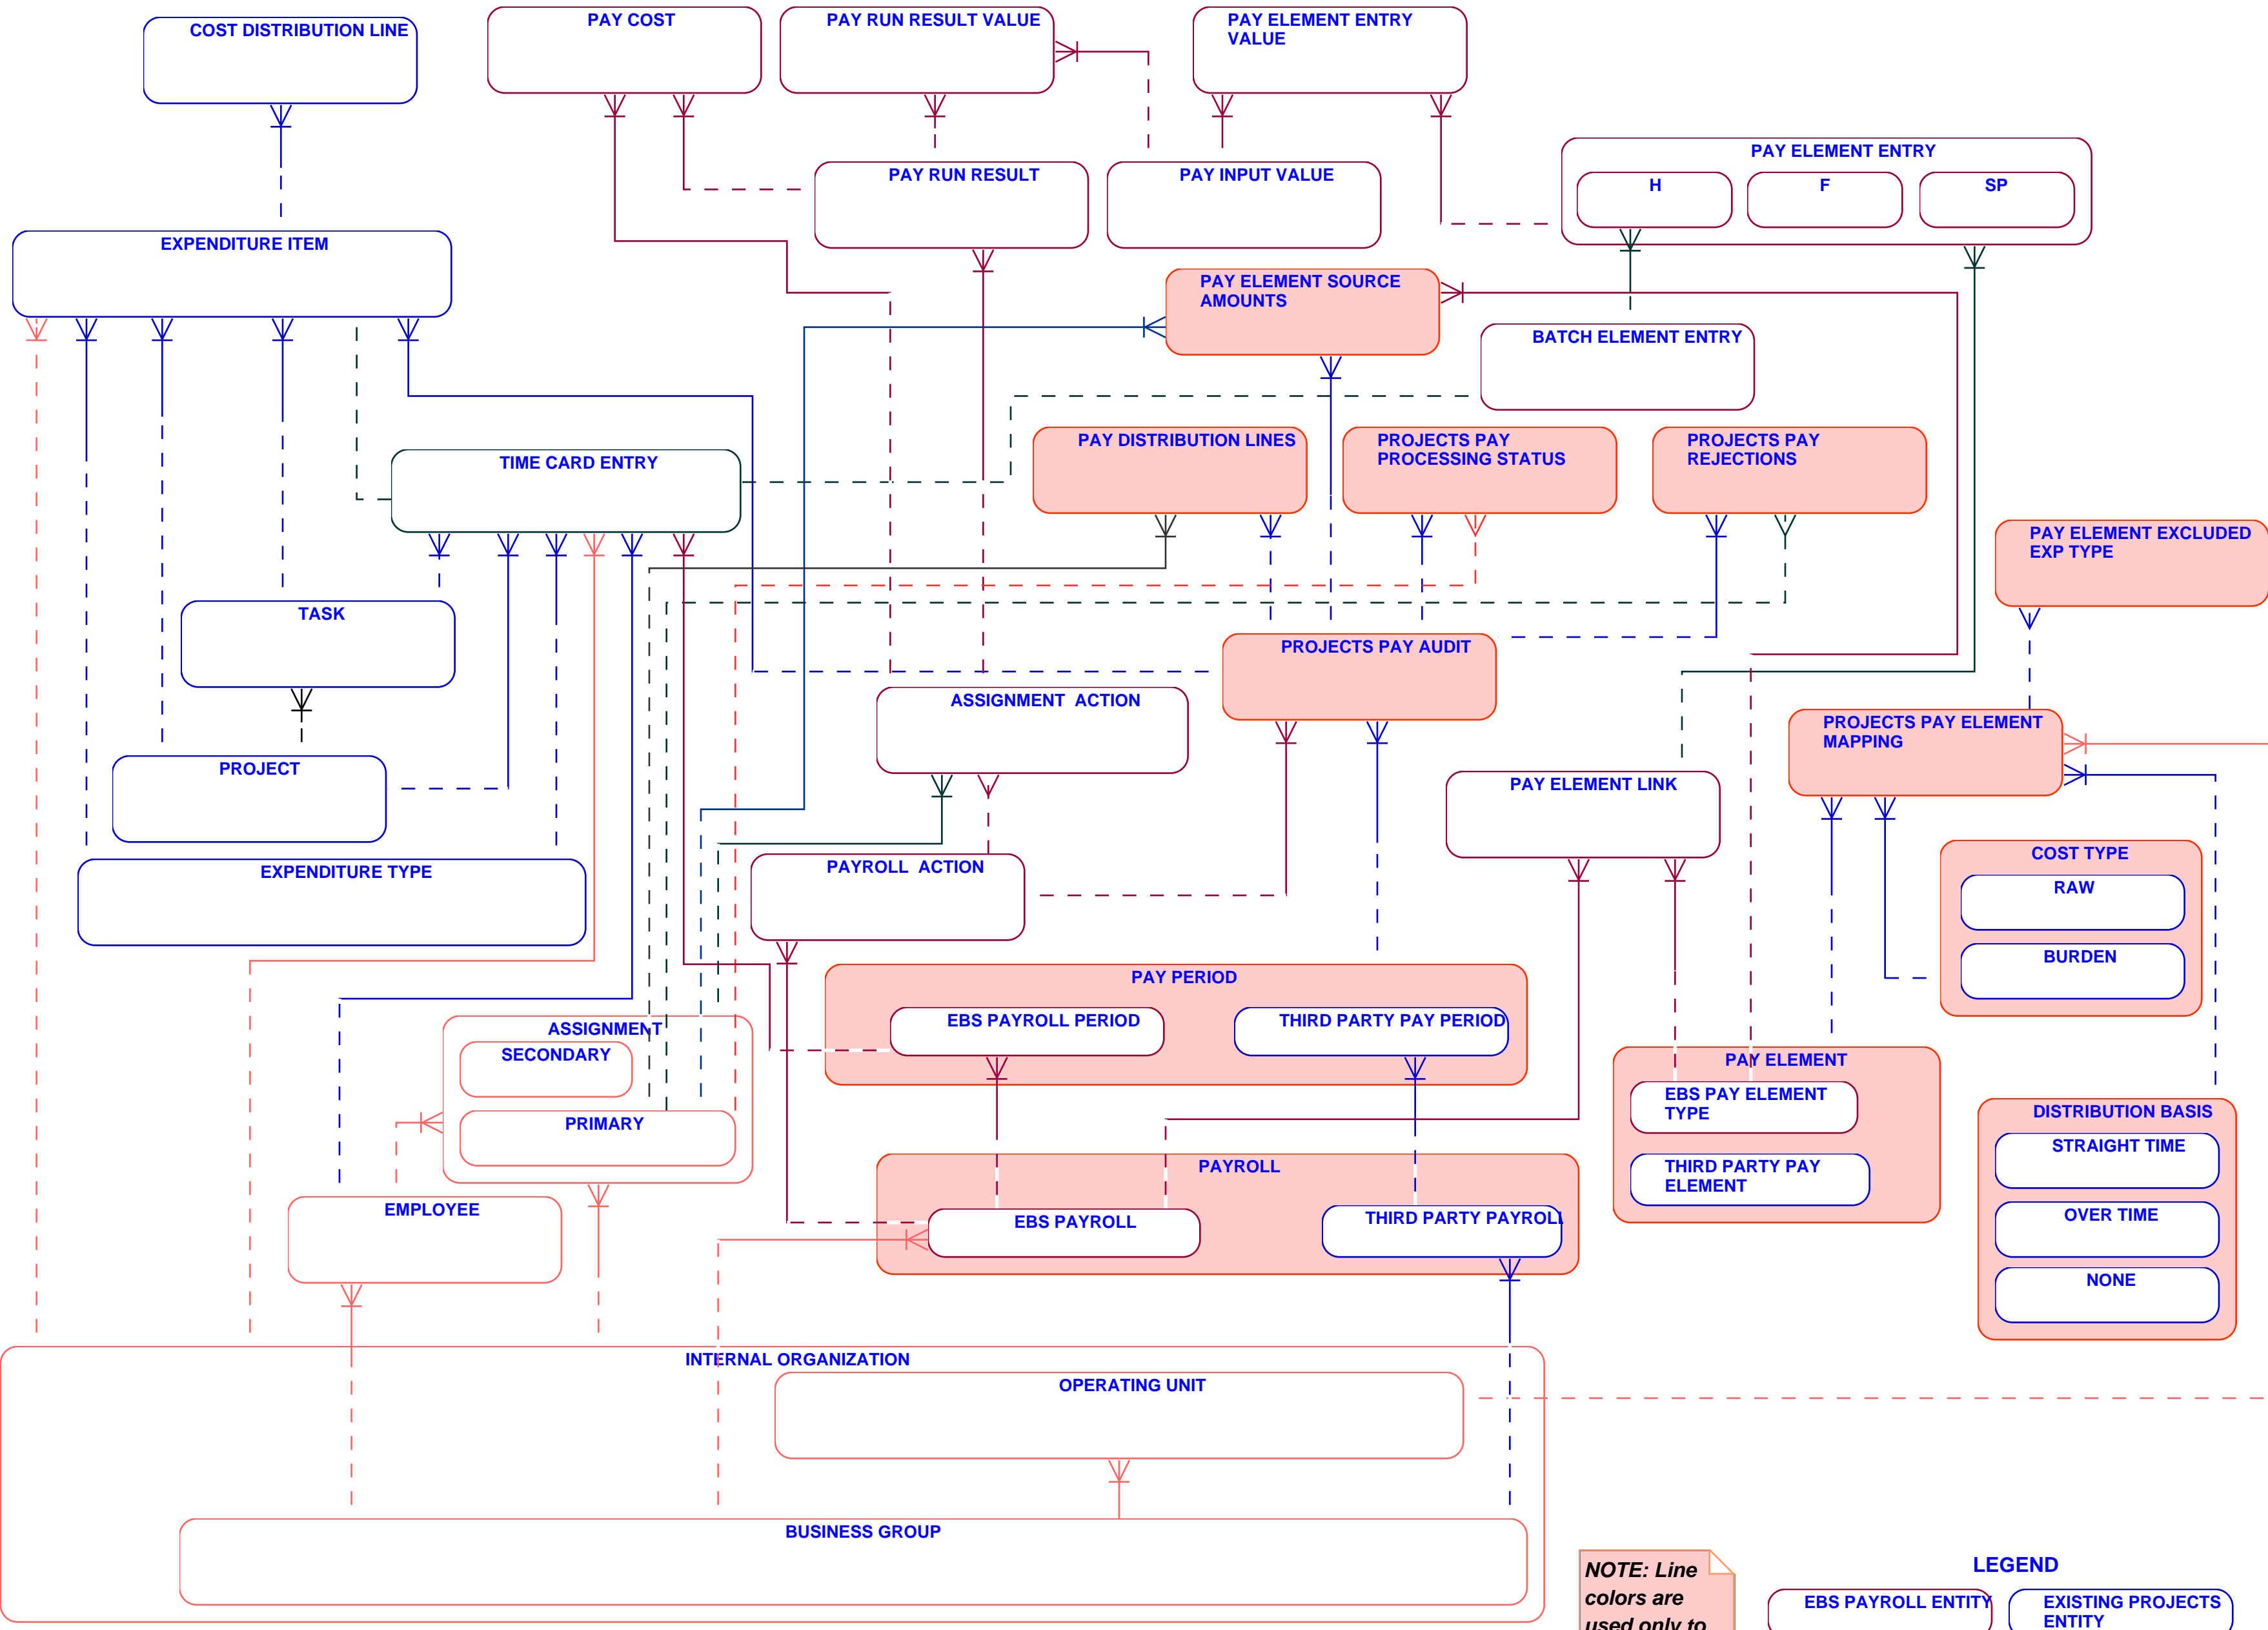 COST DISTRIBUTION LINE
PAY COST
PAY RUN RESULT VALUE
PAY ELEMENT ENTRY
VALUE
PAY RUN RESULT
PAY INPUT VALUE
PAY ELEMENT ENTRY
H
F
SP
EXPENDITURE ITEM
PAY ELEMENT SOURCE
AMOUNTS
BATCH ELEMENT ENTRY
TIME CARD ENTRY
PAY DISTRIBUTION LINES
PROJECTS PAY
PROCESSING STATUS
PROJECTS PAY
REJECTIONS
PAY ELEMENT EXCLUDED
EXP TYPE
TASK
PROJECTS PAY AUDIT
ASSIGNMENT ACTION
PROJECTS PAY ELEMENT
MAPPING
PROJECT
PAY ELEMENT LINK
EXPENDITURE TYPE
PAYROLL ACTION
COST TYPE
RAW
BURDEN
PAY PERIOD
EBS PAYROLL PERIOD
THIRD PARTY PAY PERIOD
ASSIGNMENT
SECONDARY
PRIMARY
PAY ELEMENT
EBS PAY ELEMENT
TYPE
THIRD PARTY PAY
ELEMENT
DISTRIBUTION BASIS
STRAIGHT TIME
OVER TIME
NONE
EMPLOYEE
PAYROLL
EBS PAYROLL
THIRD PARTY PAYROLL
INTERNAL ORGANIZATION
OPERATING UNIT
BUSINESS GROUP
NOTE: Line
colors are
used only to
LEGEND
EBS PAYROLL ENTITY
EXISTING PROJECTS
ENTITY